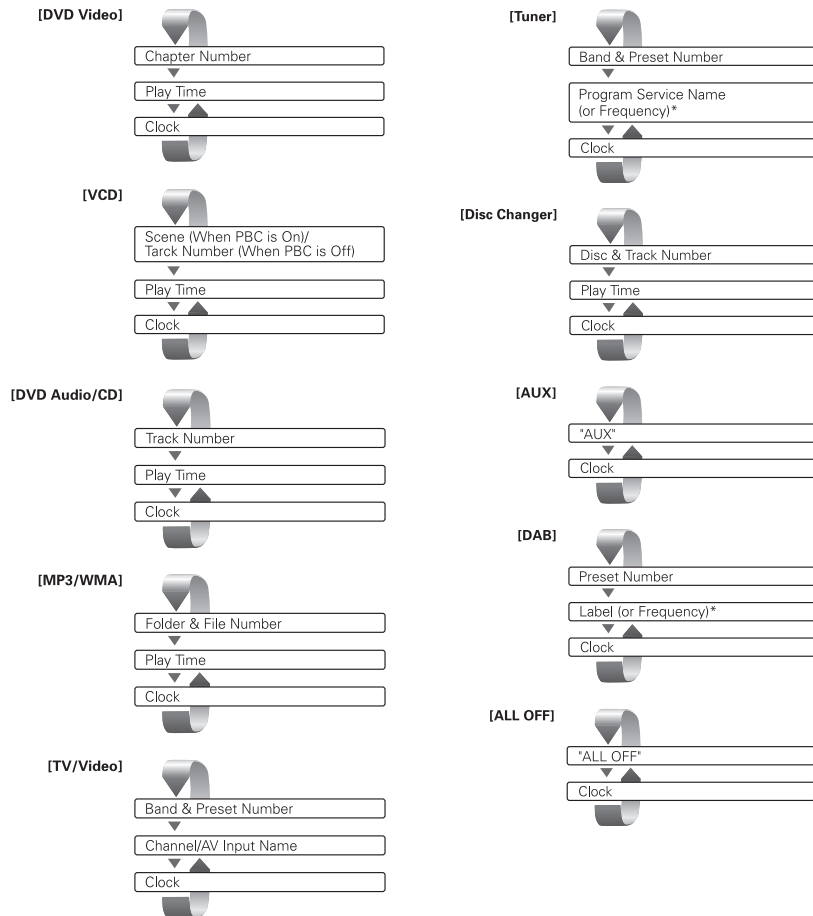 [DVD Video]
Chapter Number
Play Time
Clock
[VCD]
Scene (When PBC is On)/
Tarck Number (When PBC is Off)
Play Time
Clock
[DVD Audio/CD]
Track Number
Play Time
Clock
[MP3/WMA]
Folder & File Number
Play Time
Clock
[TV/Video]
Band & Preset Number
Channel/AV Input Name
Clock
[Tuner]
Band & Preset Number
Program Service Name
(or Frequency)*
Clock
[Disc Changer]
Disc & Track Number
Play Time
Clock
[AUX]
"AUX"
Clock
[DAB]
Preset Number
Label (or Frequency)*
Clock
[ALL OFF]
"ALL OFF"
Clock